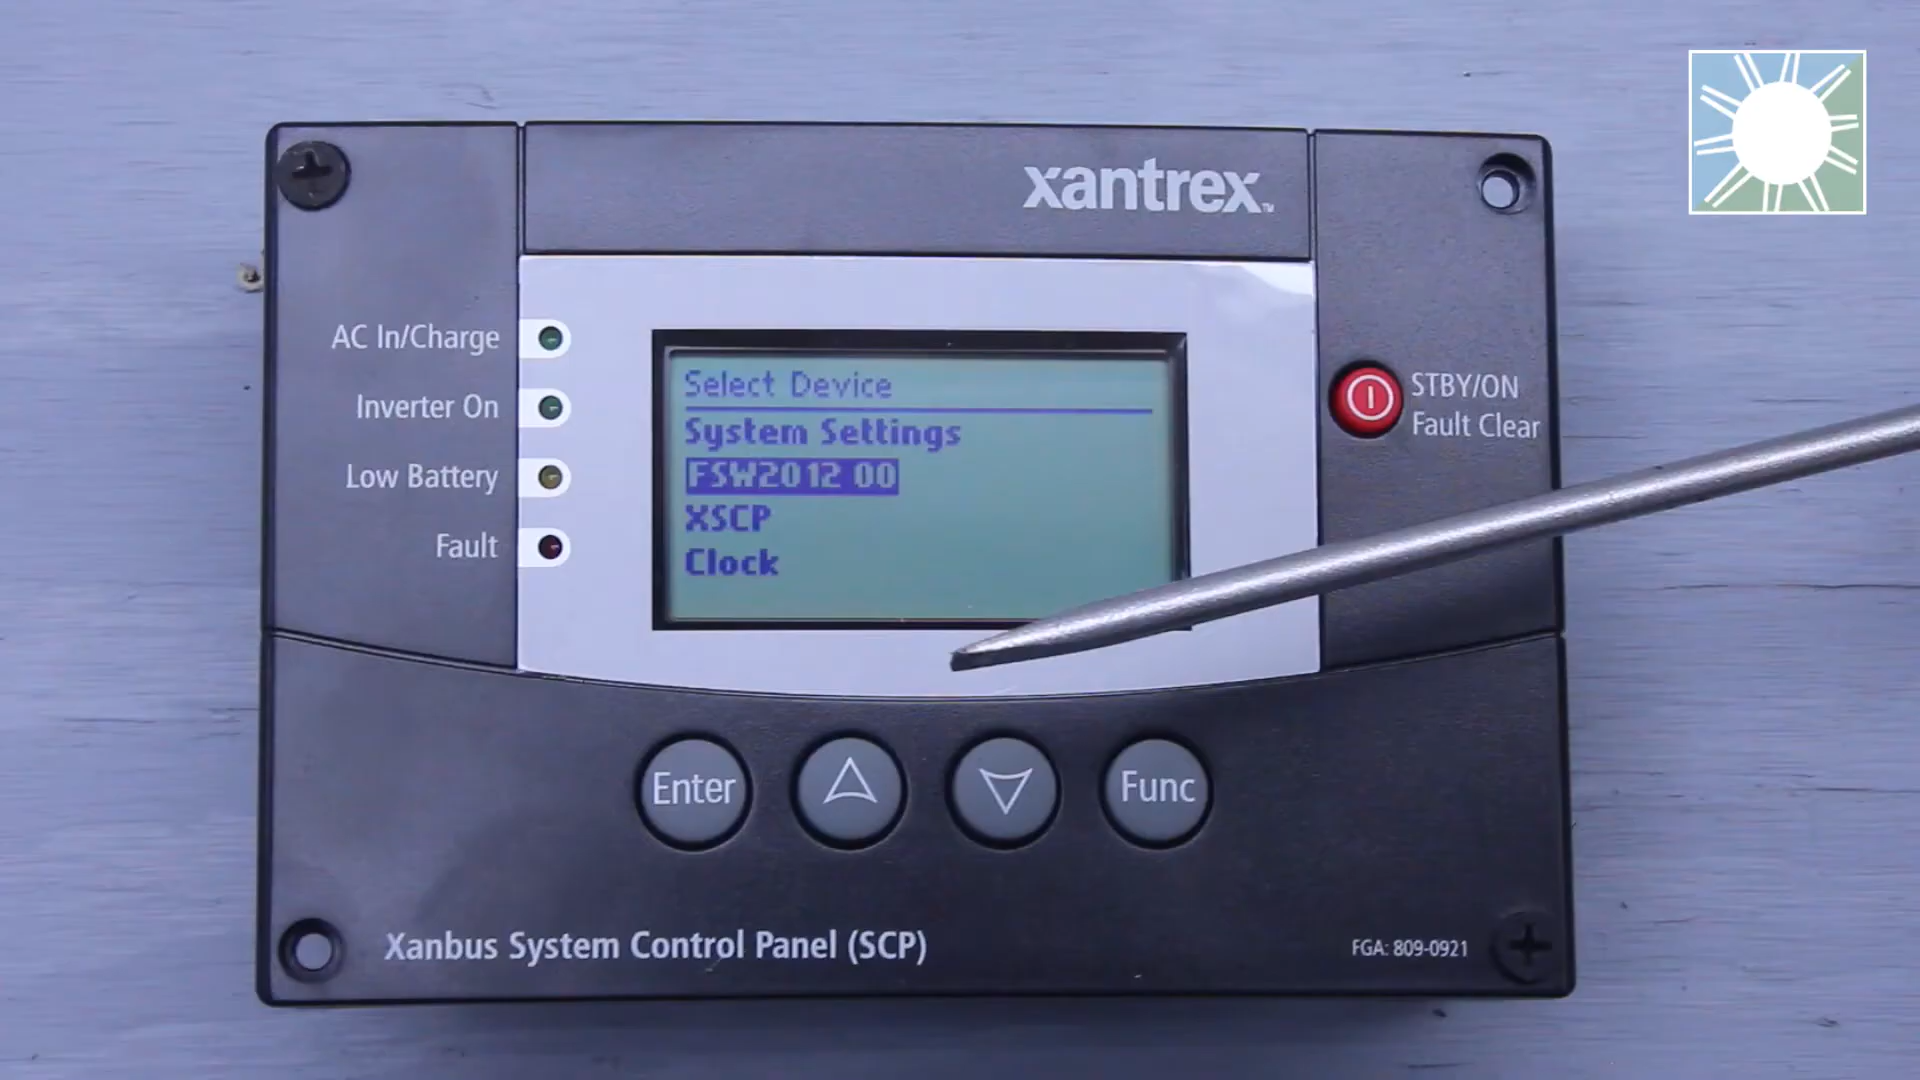 xantrex™
AC In/Charge
Inverter On
Low Battery
Fault
Select Device
System Settings
FSW2012 00
XSCP
Clock
STBY/ON
Fault Clear
Enter
Func
Xanbus System Control Panel (SCP)
FGA: 809-0921